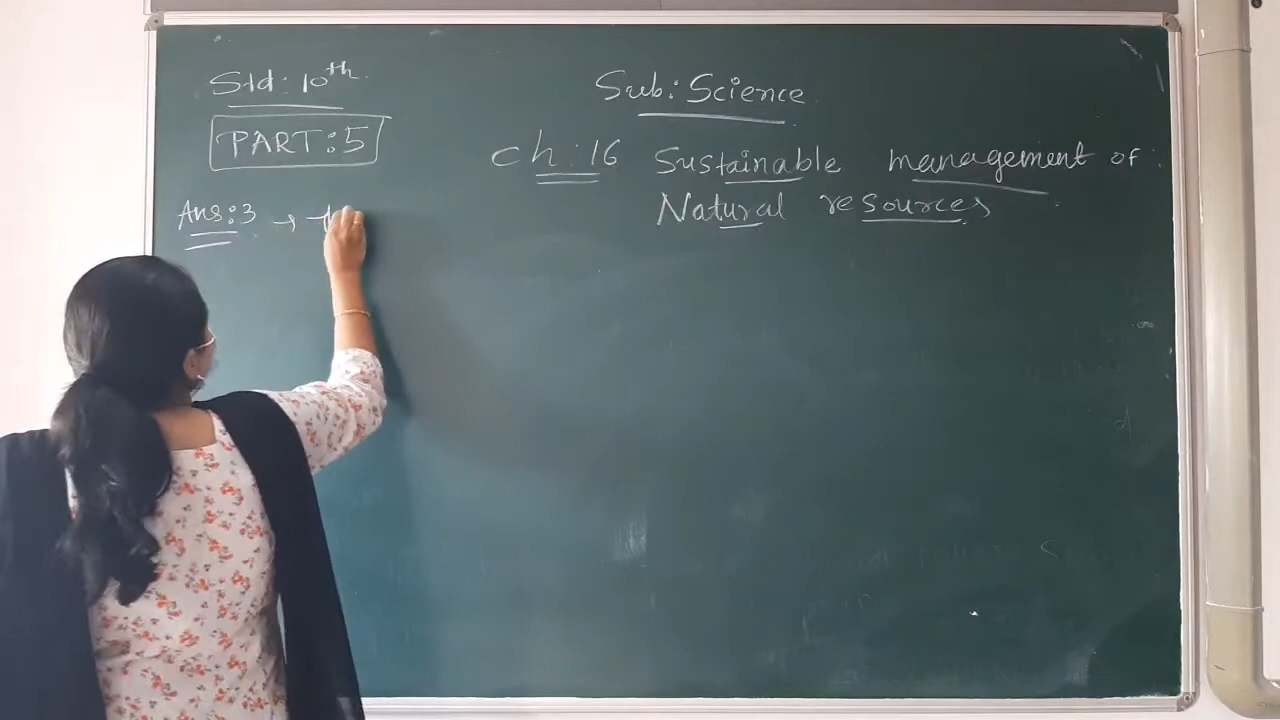 Std: 10th.
Sub: Science
PART: 5
Ch: 16 Sustainable management of
Natural resources
Ans: 3 →